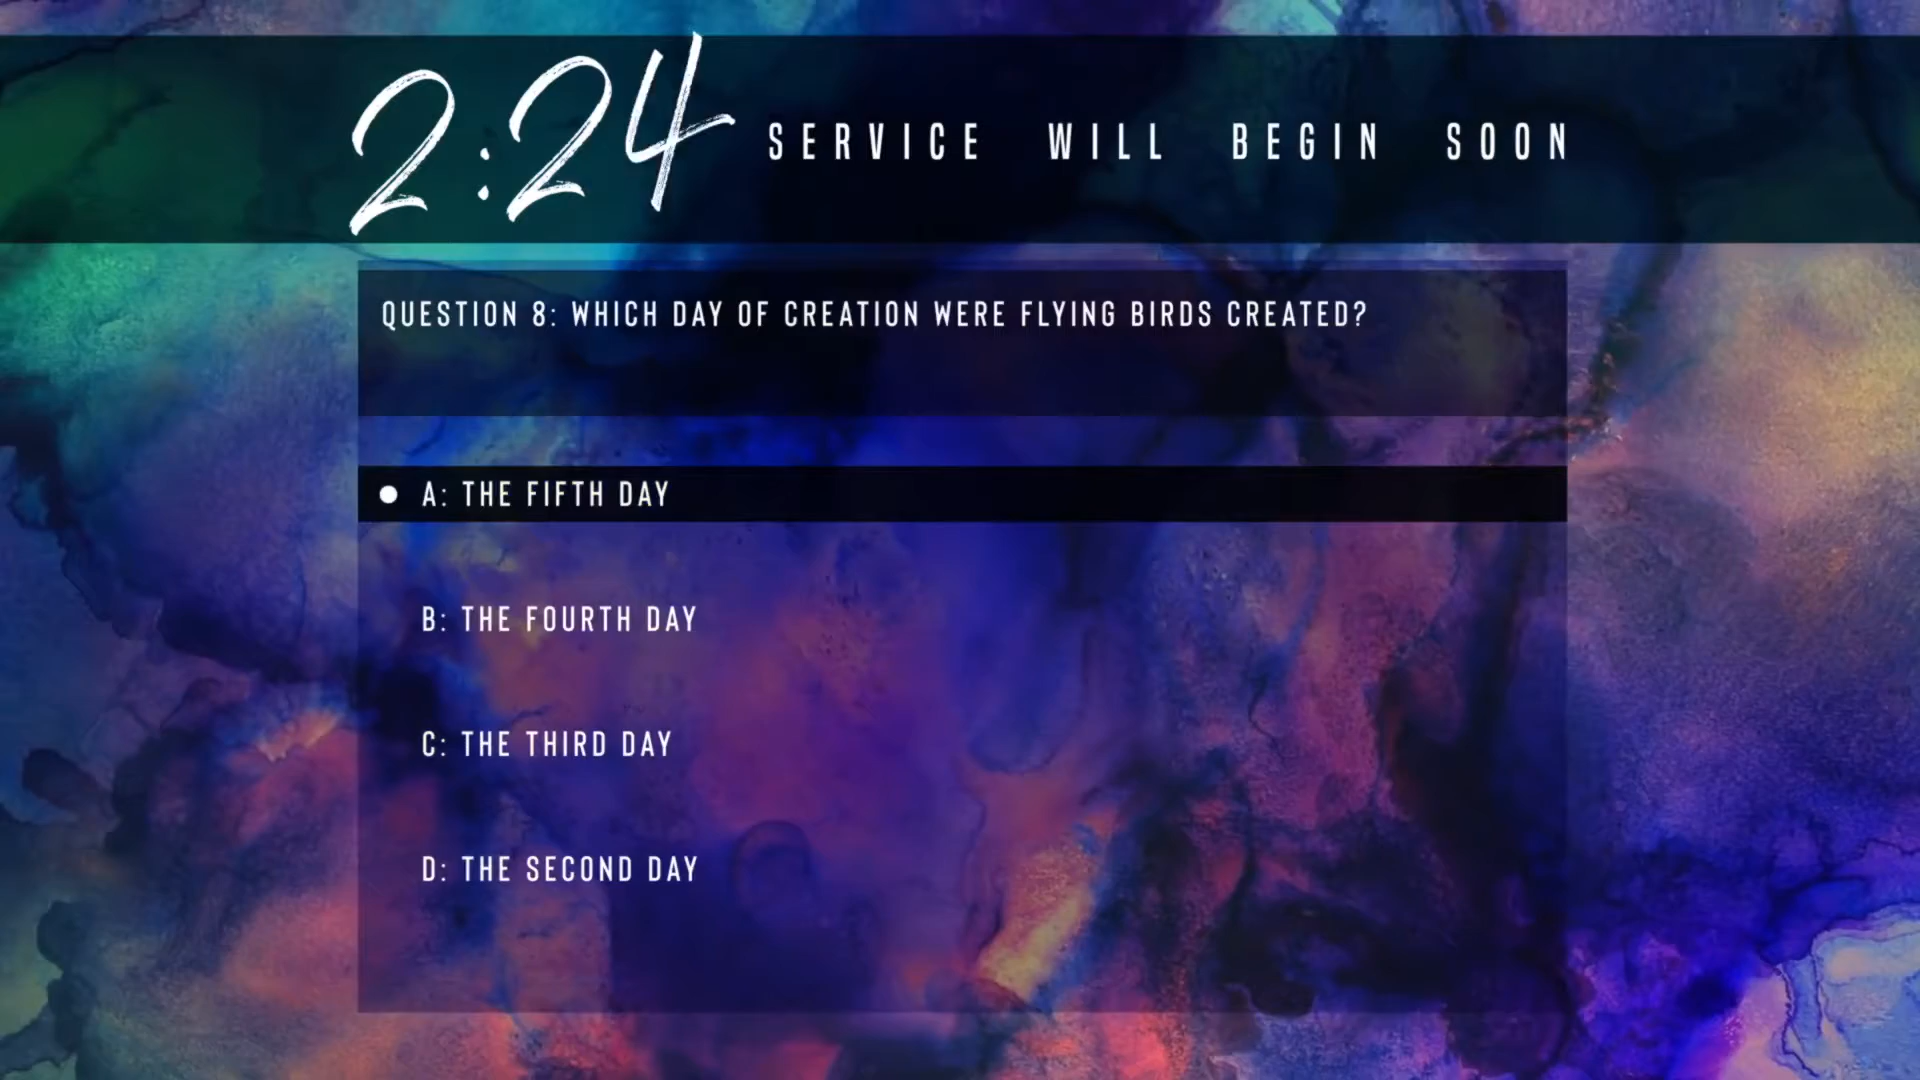 2:24 SERVICE WILL BEGIN SOON
QUESTION 8: WHICH DAY OF CREATION WERE FLYING BIRDS CREATED?
A: THE FIFTH DAY
B: THE FOURTH DAY
C: THE THIRD DAY
D: THE SECOND DAY